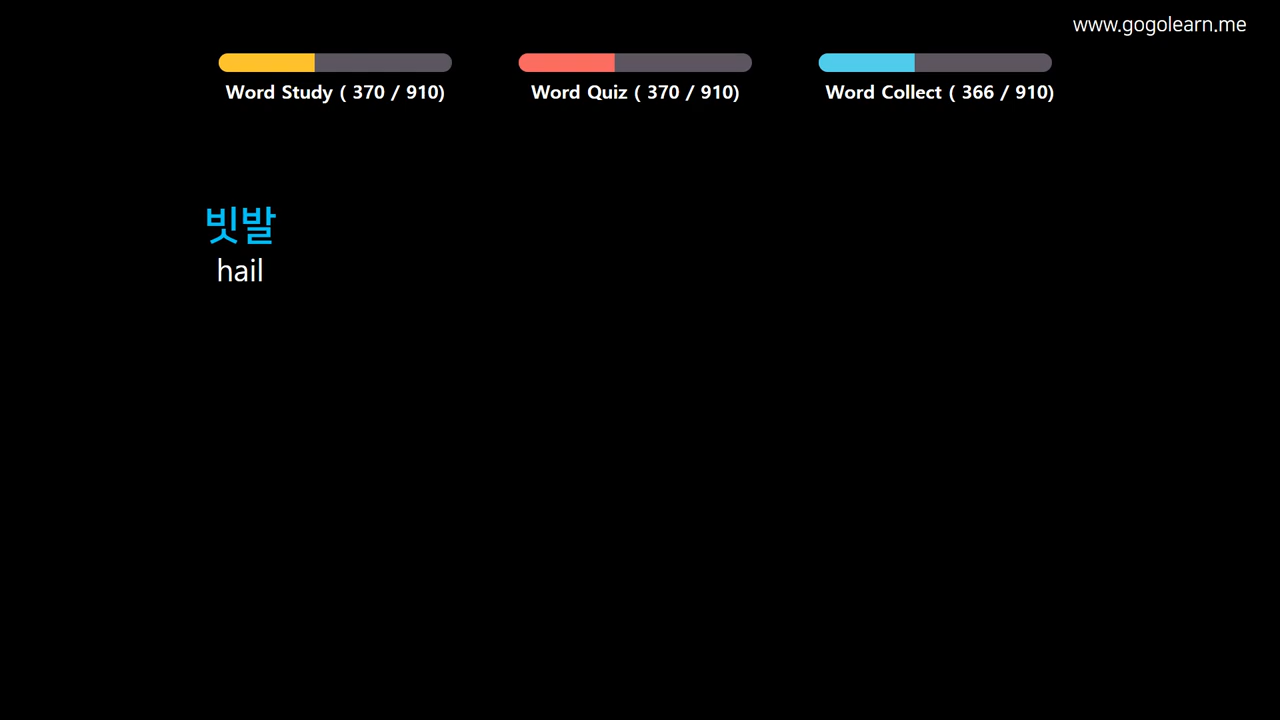 www.gogolearn.me
Word Study ( 370 / 910)
Word Quiz ( 370 / 910)
Word Collect ( 366 / 910)
빗발
hail